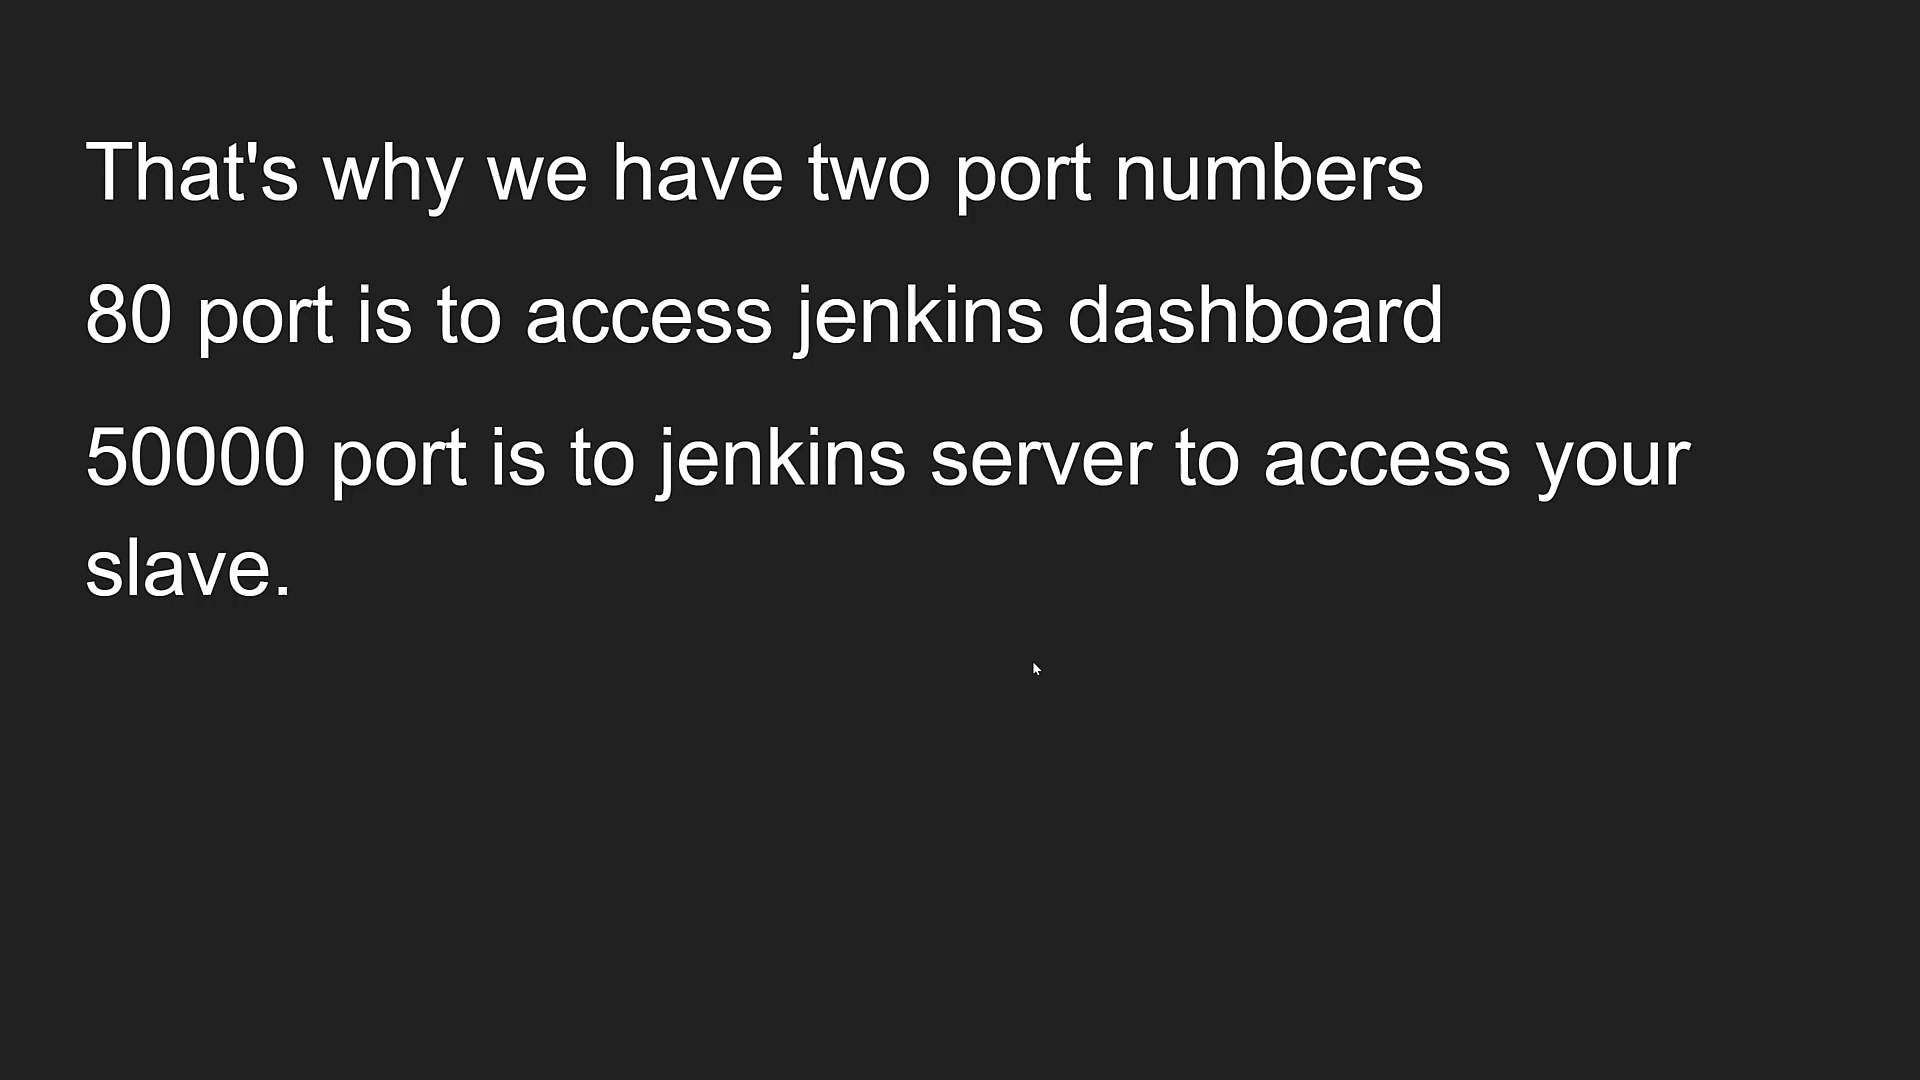 That's why we have two port numbers
80 port is to access jenkins dashboard
50000 port is to jenkins server to access your
slave.